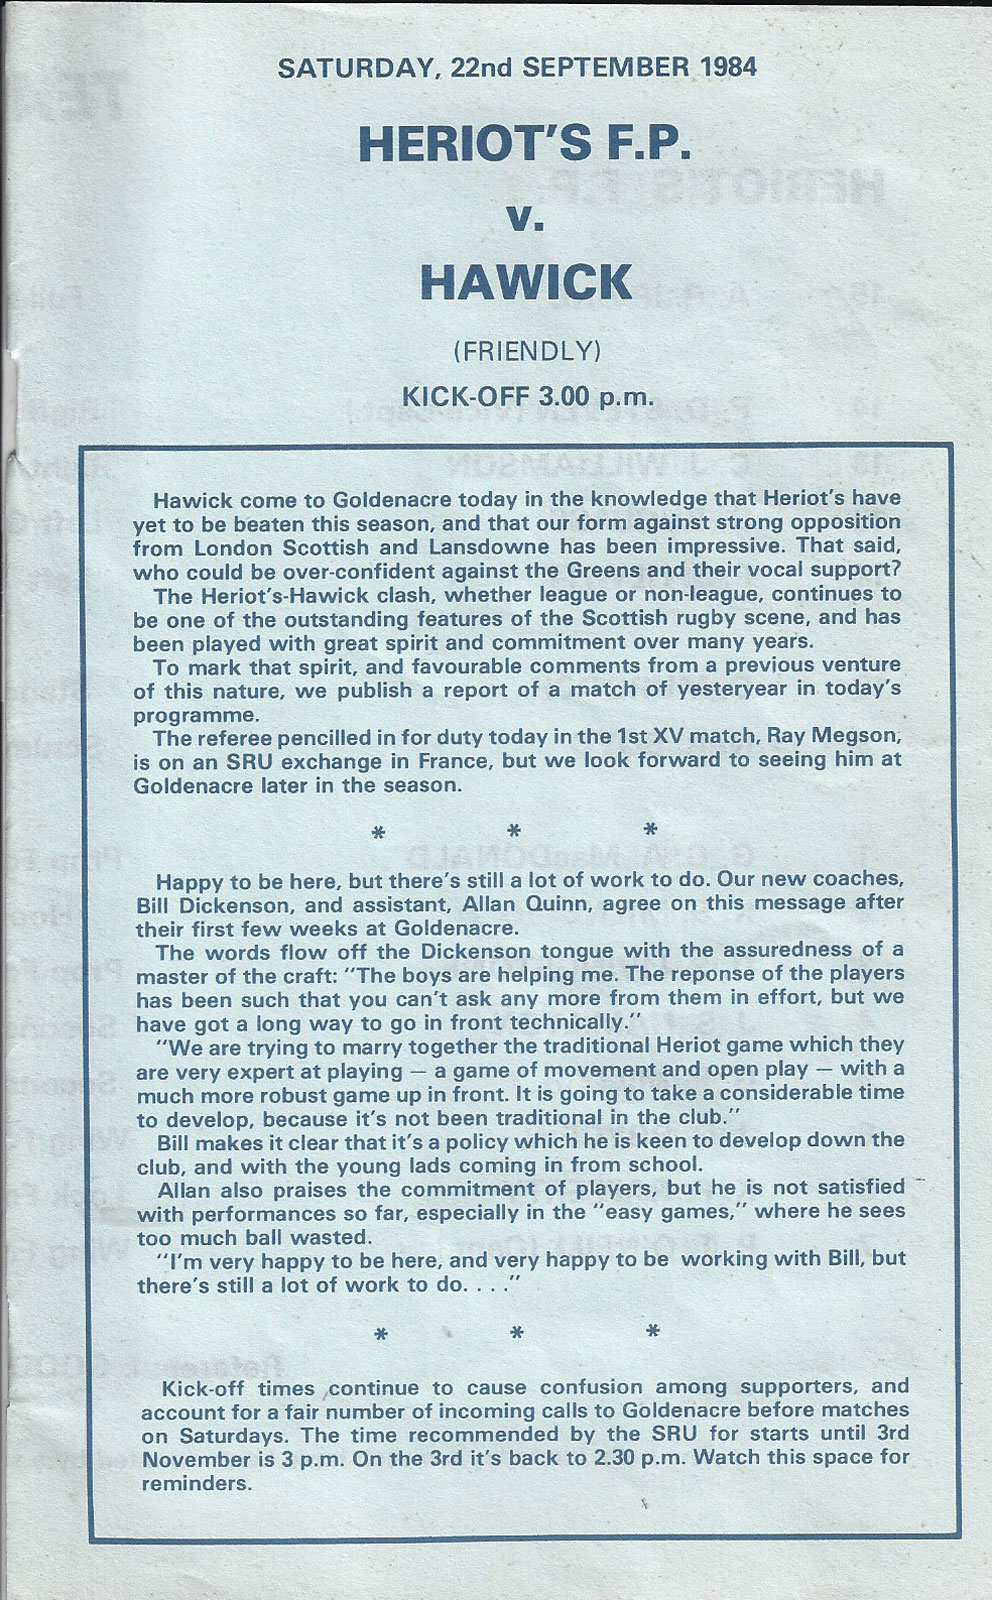 SATURDAY, 22nd SEPTEMBER 1984
HERIOT'S F.P.
v.
HAWICK
(FRIENDLY)
KICK-OFF 3.00 p.m.
Hawick come to Goldenacre today in the knowledge that Heriot's have
yet to be beaten this season, and that our form against strong opposition
from London Scottish and Lansdowne has been impressive. That said,
who could be over-confident against the Greens and their vocal support?
The Heriot's-Hawick clash, whether league or non-league, continues to
be one of the outstanding features of the Scottish rugby scene, and has
been played with great spirit and commitment over many years.
To mark that spirit, and favourable comments from a previous venture
of this nature, we publish a report of a match of yesteryear in today's
programme.
The referee pencilled in for duty today in the 1st XV match, Ray Megson,
is on an SRU exchange in France, but we look forward to seeing him at
Goldenacre later in the season.
* * *
Happy to be here, but there's still a lot of work to do. Our new coaches,
Bill Dickenson, and assistant, Allan Quinn, agree on this message after
their first few weeks at Goldenacre.
The words flow off the Dickenson tongue with the assuredness of a
master of the craft: "The boys are helping me. The reponse of the players
has been such that you can't ask any more from them in effort, but we
have got a long way to go in front technically."
"We are trying to marry together the traditional Heriot game which they
are very expert at playing — a game of movement and open play — with a
much more robust game up in front. It is going to take a considerable time
to develop, because it's not been traditional in the club."
Bill makes it clear that it's a policy which he is keen to develop down the
club, and with the young lads coming in from school.
Allan also praises the commitment of players, but he is not satisfied
with performances so far, especially in the "easy games," where he sees
too much ball wasted.
"I'm very happy to be here, and very happy to be working with Bill, but
there's still a lot of work to do. . . ."
* * *
Kick-off times continue to cause confusion among supporters, and
account for a fair number of incoming calls to Goldenacre before matches
on Saturdays. The time recommended by the SRU for starts until 3rd
November is 3 p.m. On the 3rd it's back to 2.30 p.m. Watch this space for
reminders.